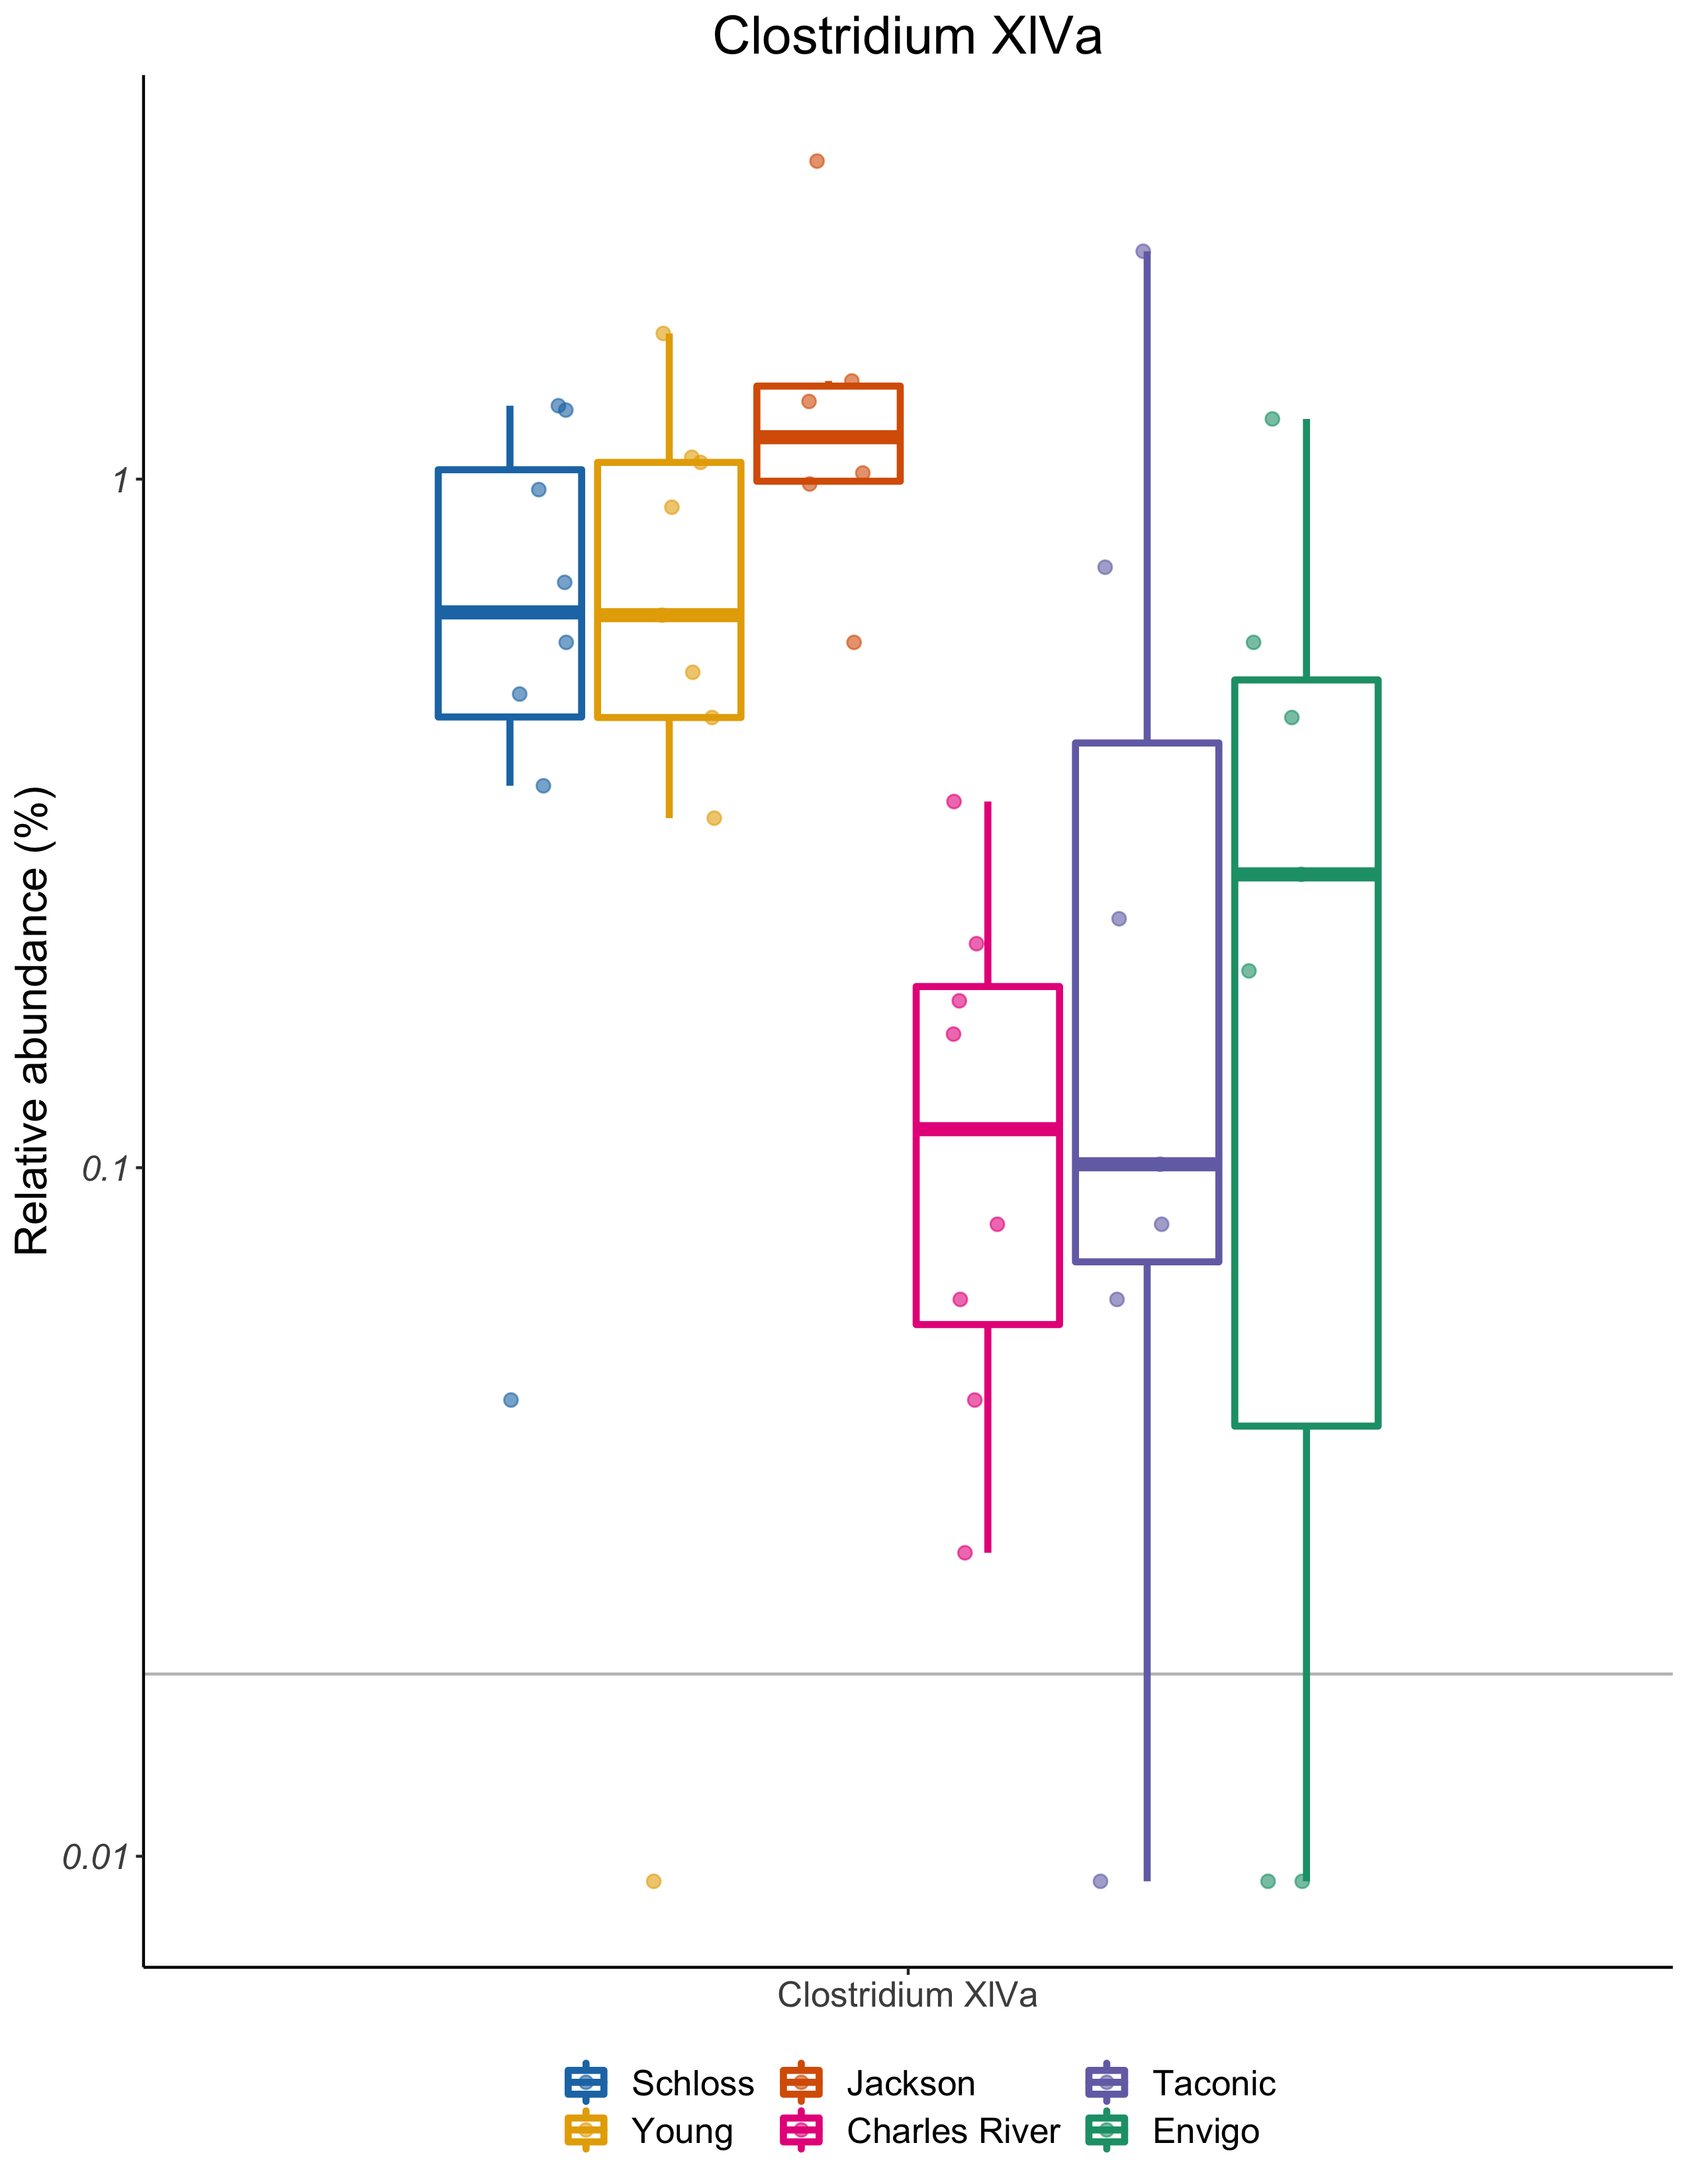 Clostridium XIVa
Relative abundance (%)
1
0.1
0.01
Clostridium XIVa
Schloss
Jackson
Taconic
Young
Charles River
Envigo